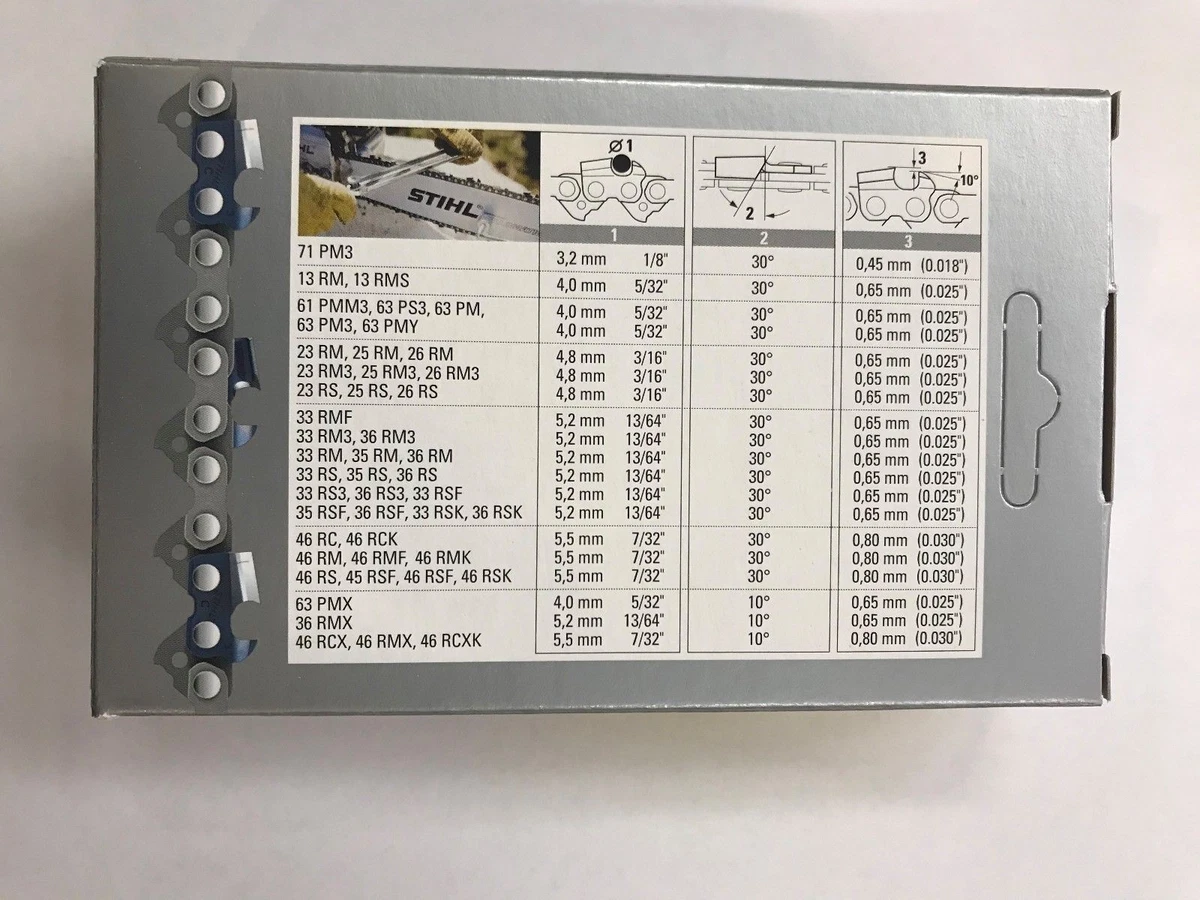 STIHL
Ø 1
2
3
10°
1
2
3
71 PM3 3,2 mm 1/8" 30° 0,45 mm (0.018")
13 RM, 13 RMS 4,0 mm 5/32" 30° 0,65 mm (0.025")
61 PMM3, 63 PS3, 63 PM, 4,0 mm 5/32" 30° 0,65 mm (0.025")
63 PM3, 63 PMY 4,0 mm 5/32" 30° 0,65 mm (0.025")
23 RM, 25 RM, 26 RM 4,8 mm 3/16" 30° 0,65 mm (0.025")
23 RM3, 25 RM3, 26 RM3 4,8 mm 3/16" 30° 0,65 mm (0.025")
23 RS, 25 RS, 26 RS 4,8 mm 3/16" 30° 0,65 mm (0.025")
33 RMF 5,2 mm 13/64" 30° 0,65 mm (0.025")
33 RM3, 36 RM3 5,2 mm 13/64" 30° 0,65 mm (0.025")
33 RM, 35 RM, 36 RM 5,2 mm 13/64" 30° 0,65 mm (0.025")
33 RS, 35 RS, 36 RS 5,2 mm 13/64" 30° 0,65 mm (0.025")
33 RS3, 36 RS3, 33 RSF 5,2 mm 13/64" 30° 0,65 mm (0.025")
35 RSF, 36 RSF, 33 RSK, 36 RSK 5,2 mm 13/64" 30° 0,65 mm (0.025")
46 RC, 46 RCK 5,5 mm 7/32" 30° 0,80 mm (0.030")
46 RM, 46 RMF, 46 RMK 5,5 mm 7/32" 30° 0,80 mm (0.030")
46 RS, 45 RSF, 46 RSF, 46 RSK 5,5 mm 7/32" 30° 0,80 mm (0.030")
63 PMX 4,0 mm 5/32" 10° 0,65 mm (0.025")
36 RMX 5,2 mm 13/64" 10° 0,65 mm (0.025")
46 RCX, 46 RMX, 46 RCXK 5,5 mm 7/32" 10° 0,80 mm (0.030")